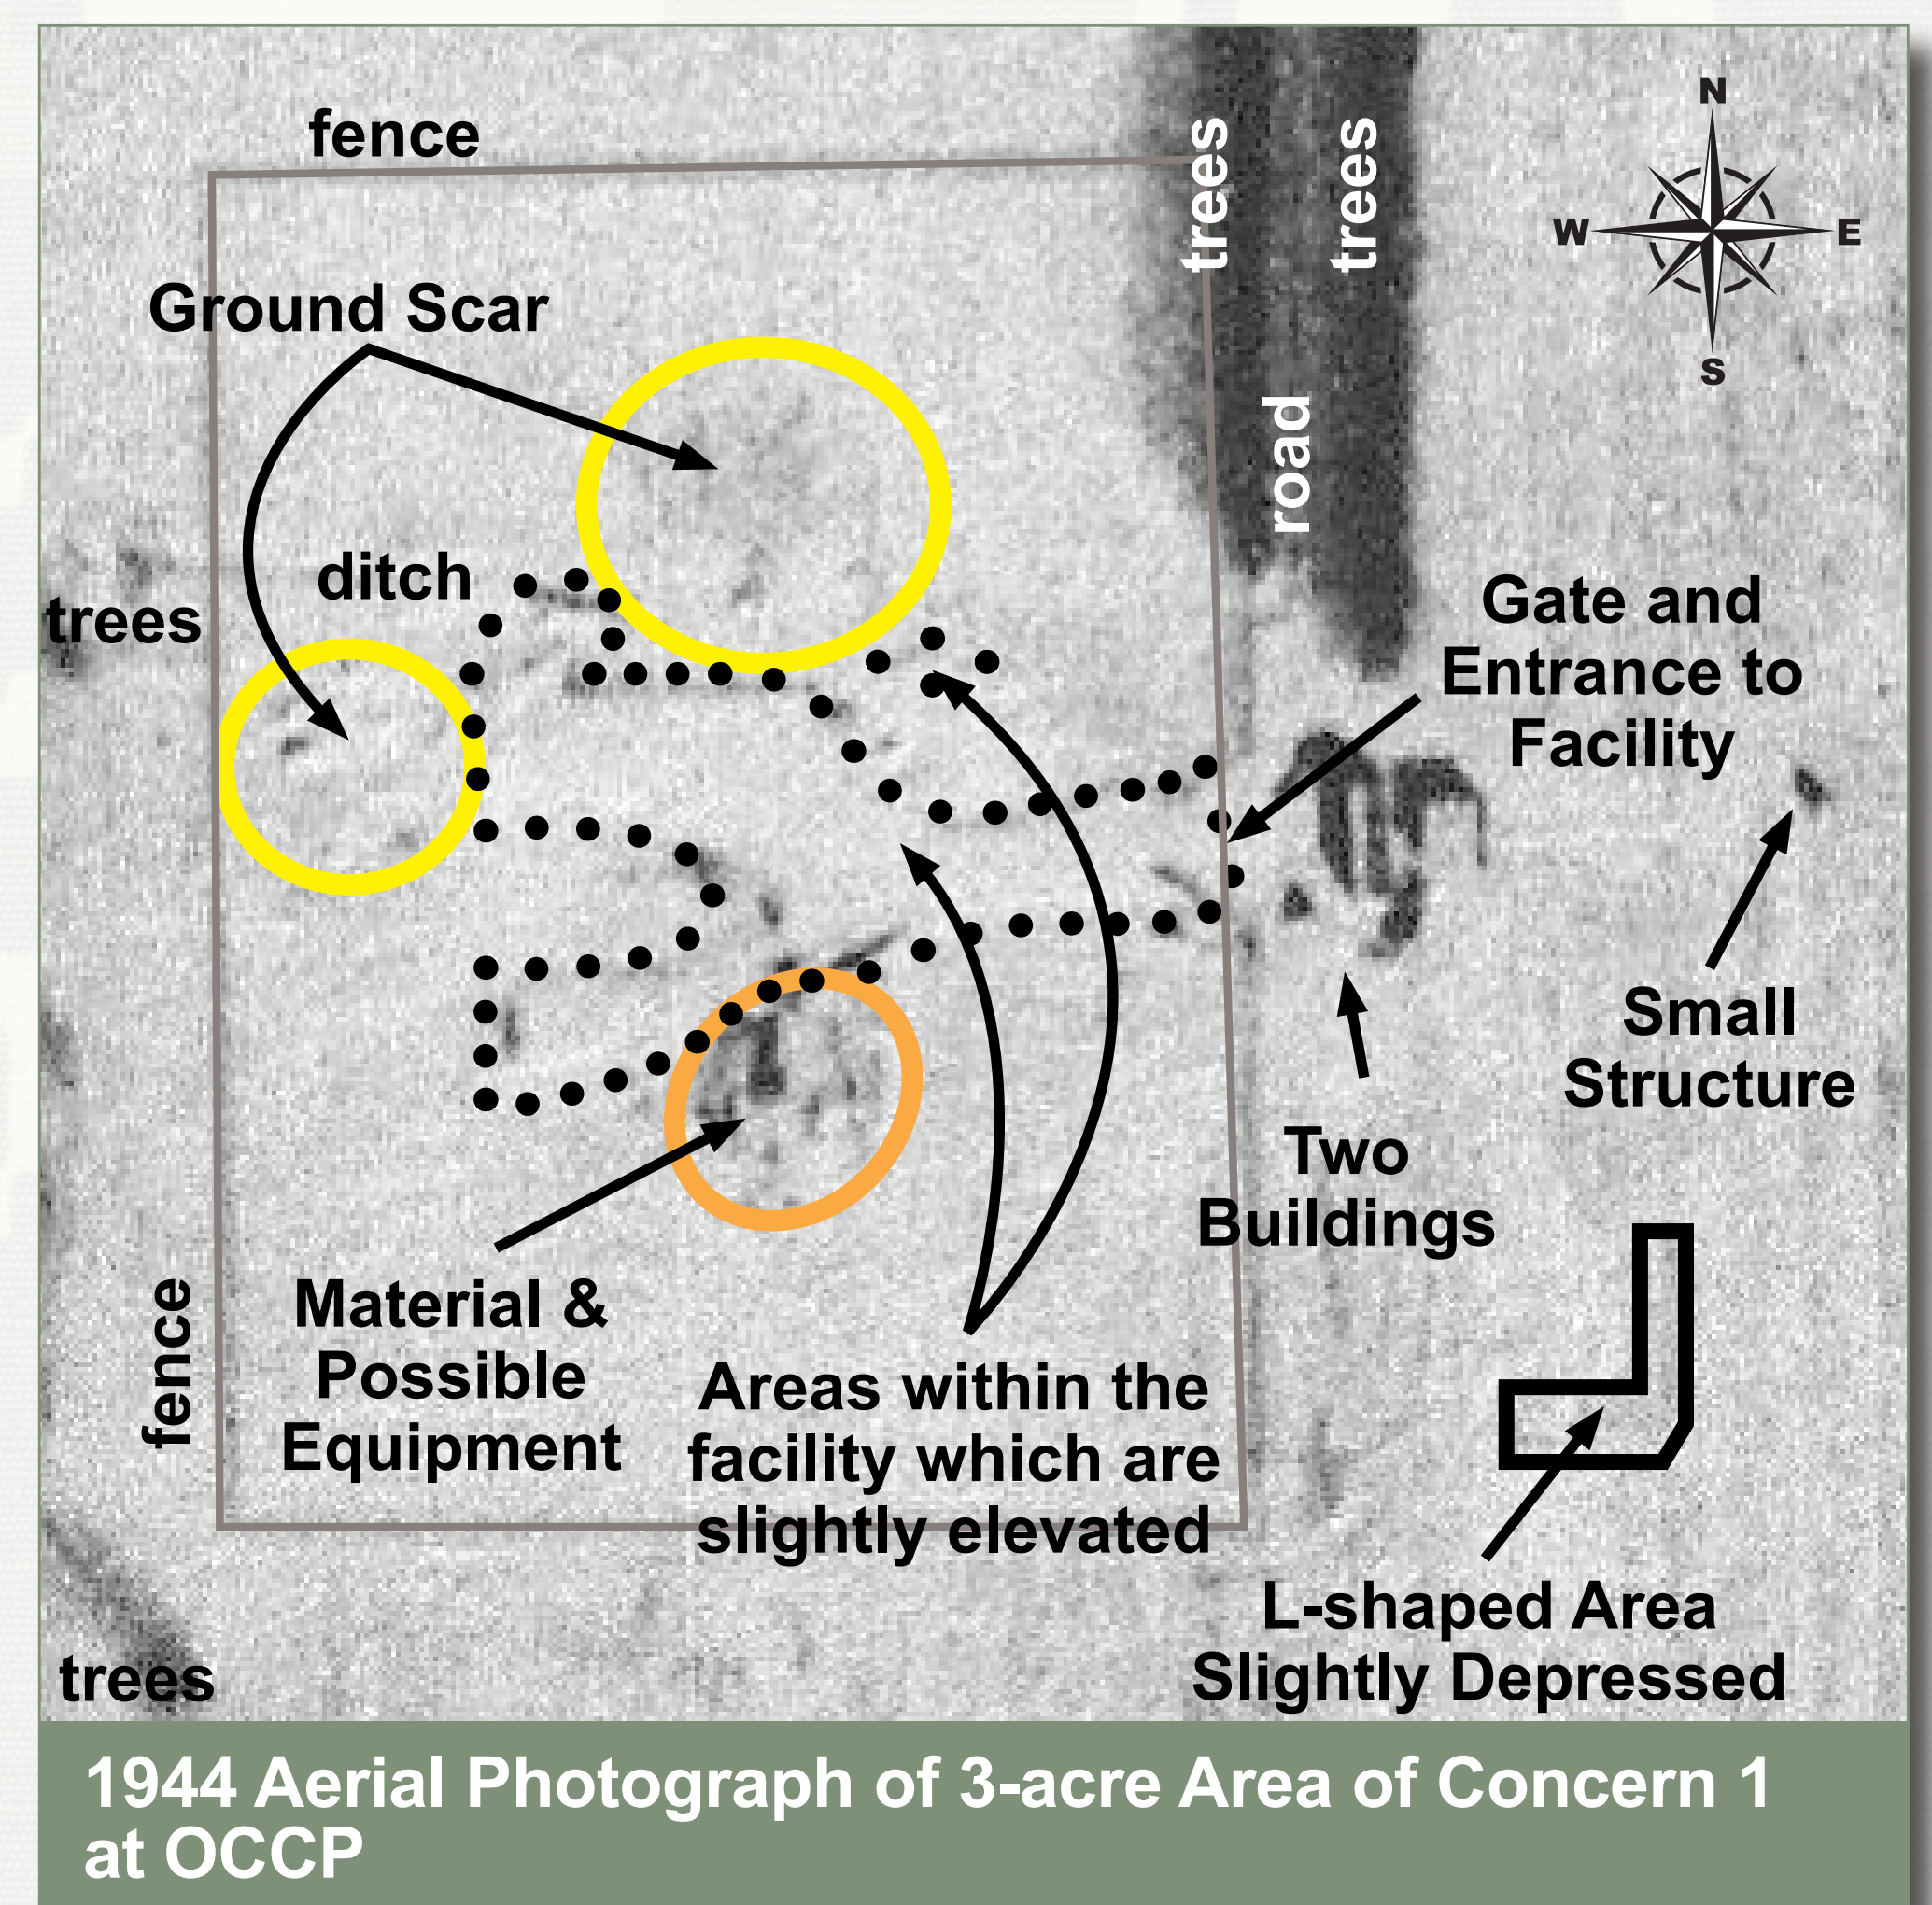 fence
trees
trees
N
W
E
S
Ground Scar
road
ditch
trees
Gate and
Entrance to
Facility
Small
Structure
Two
Buildings
fence
Material &
Possible
Equipment
Areas within the
facility which are
slightly elevated
L-shaped Area
Slightly Depressed
trees
1944 Aerial Photograph of 3-acre Area of Concern 1
at OCCP